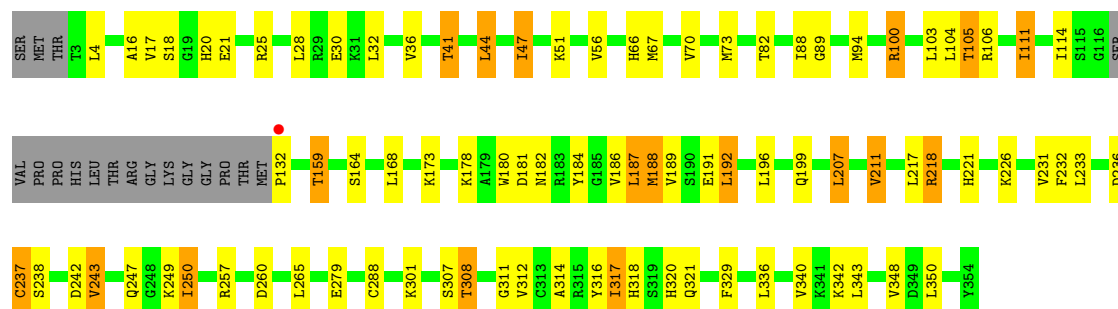 SER MET THR T3 L4 A16 V17 S18 G19 H20 E21 R25 L28 R29 E30 K31 L32 V36 T41 L44 I47 K51 V56 H66 M67 V70 M73 T82 I88 G89 M94 R100 L103 L104 T105 R106 I111 I114 S115 G116 SER
VAL PRO PRO HIS LEU THR ARG GLY LYS GLY GLY PRO THR MET P132 T159 S164 L168 K173 K178 A179 W180 D181 N182 R183 Y184 G185 V186 L187 M188 V189 S190 E191 L192 L196 Q199 L207 V211 L217 R218 H221 K226 V231 F232 L233 D236
C237 S238 D242 V243 Q247 G248 K249 I250 R257 D260 L265 E279 C288 K301 S307 T308 G311 V312 C313 A314 R315 Y316 I317 H318 S319 H320 Q321 F329 L336 V340 K341 K342 L343 V348 D349 L350 Y354